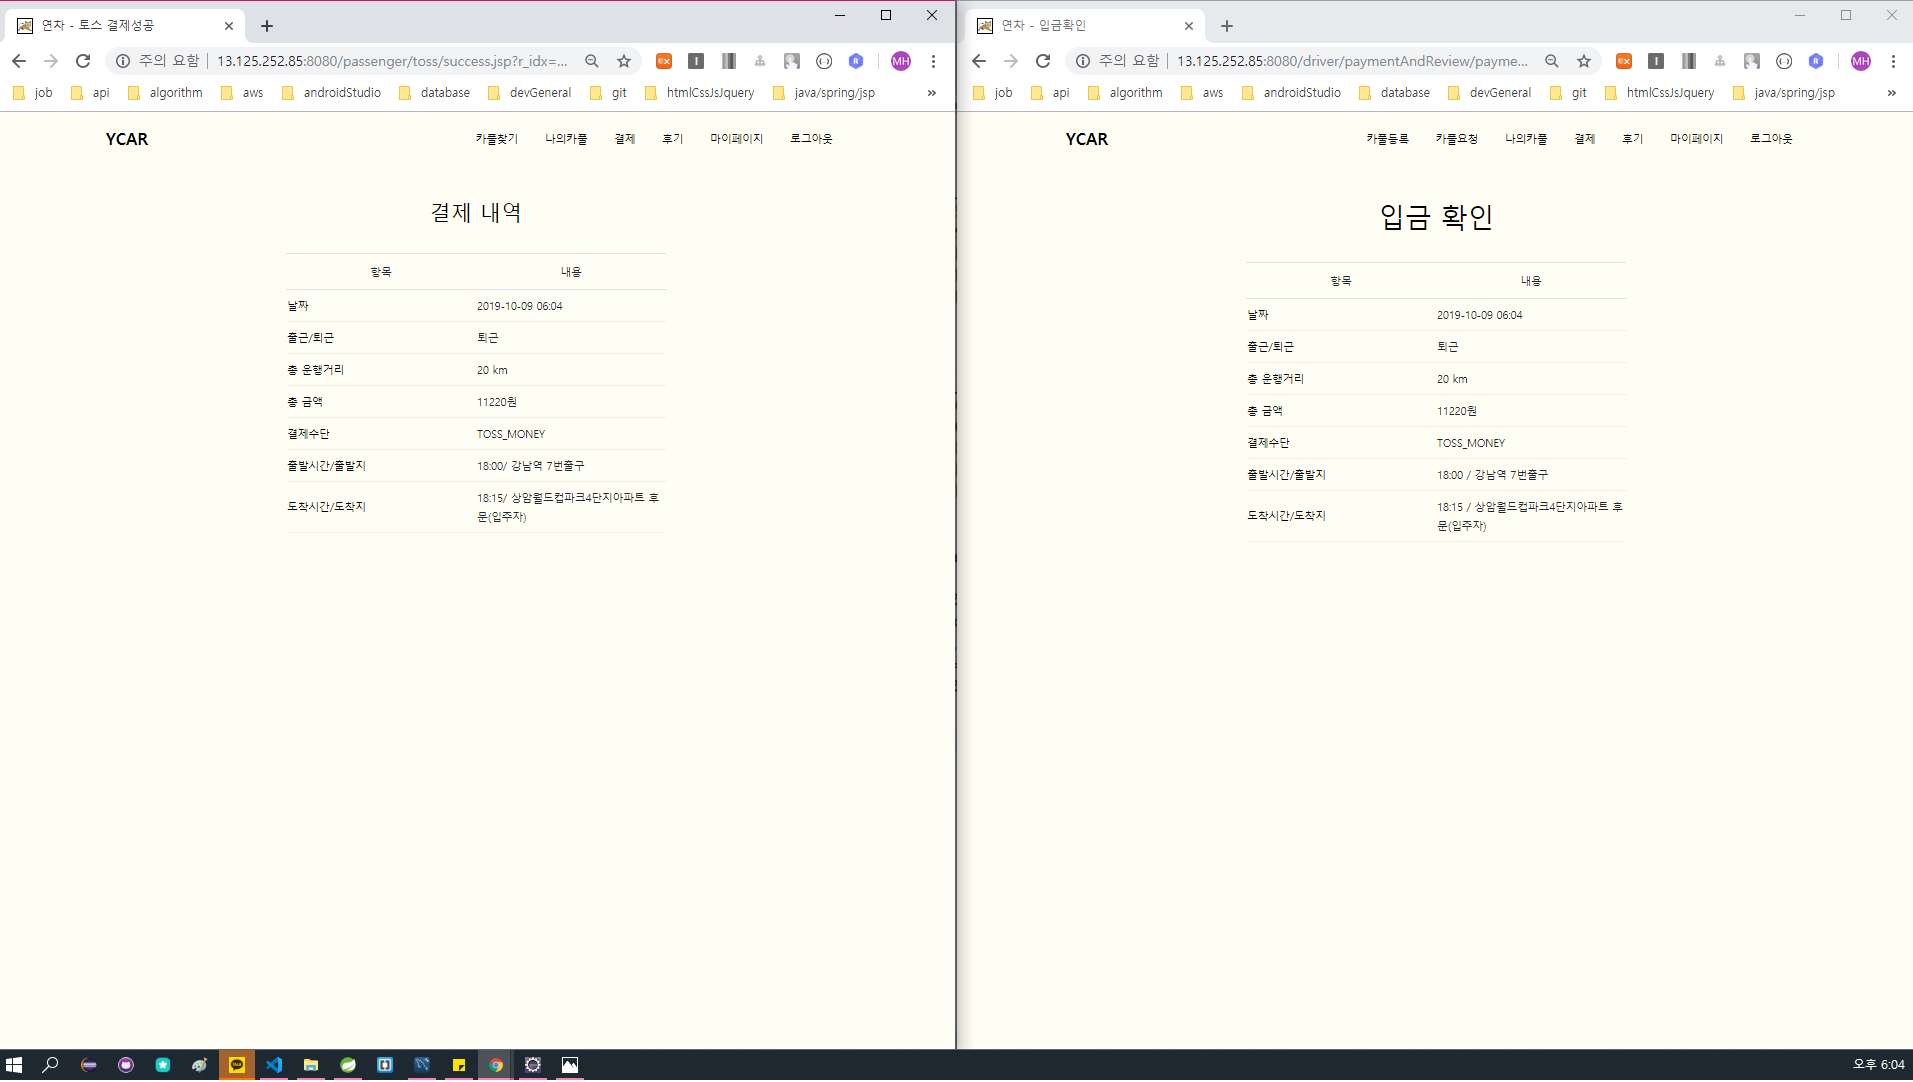 연차 - 토스 결제성공
주의 요함 | 13.125.252.85:8080/passenger/toss/success.jsp?r_idx=...
job api algorithm aws androidStudio database devGeneral git htmlCssJsJquery java/spring/jsp »
YCAR 카풀찾기 나의카풀 결제 후기 마이페이지 로그아웃
결제 내역
항목 내용
날짜 2019-10-09 06:04
출근/퇴근 퇴근
총 운행거리 20 km
총 금액 11220원
결제수단 TOSS_MONEY
출발시간/출발지 18:00/ 강남역 7번출구
도착시간/도착지 18:15/ 상암월드컵파크4단지아파트 후
문(입주자)
연차 - 입금확인
주의 요함 | 13.125.252.85:8080/driver/paymentAndReview/payme...
MH
job api algorithm aws androidStudio database devGeneral git htmlCssJsJquery java/spring/jsp »
YCAR 카풀등록 카풀요청 나의카풀 결제 후기 마이페이지 로그아웃
입금 확인
항목 내용
날짜 2019-10-09 06:04
출근/퇴근 퇴근
총 운행거리 20 km
총 금액 11220원
결제수단 TOSS_MONEY
출발시간/출발지 18:00 / 강남역 7번출구
도착시간/도착지 18:15 / 상암월드컵파크4단지아파트 후
문(입주자)
오후 6:04